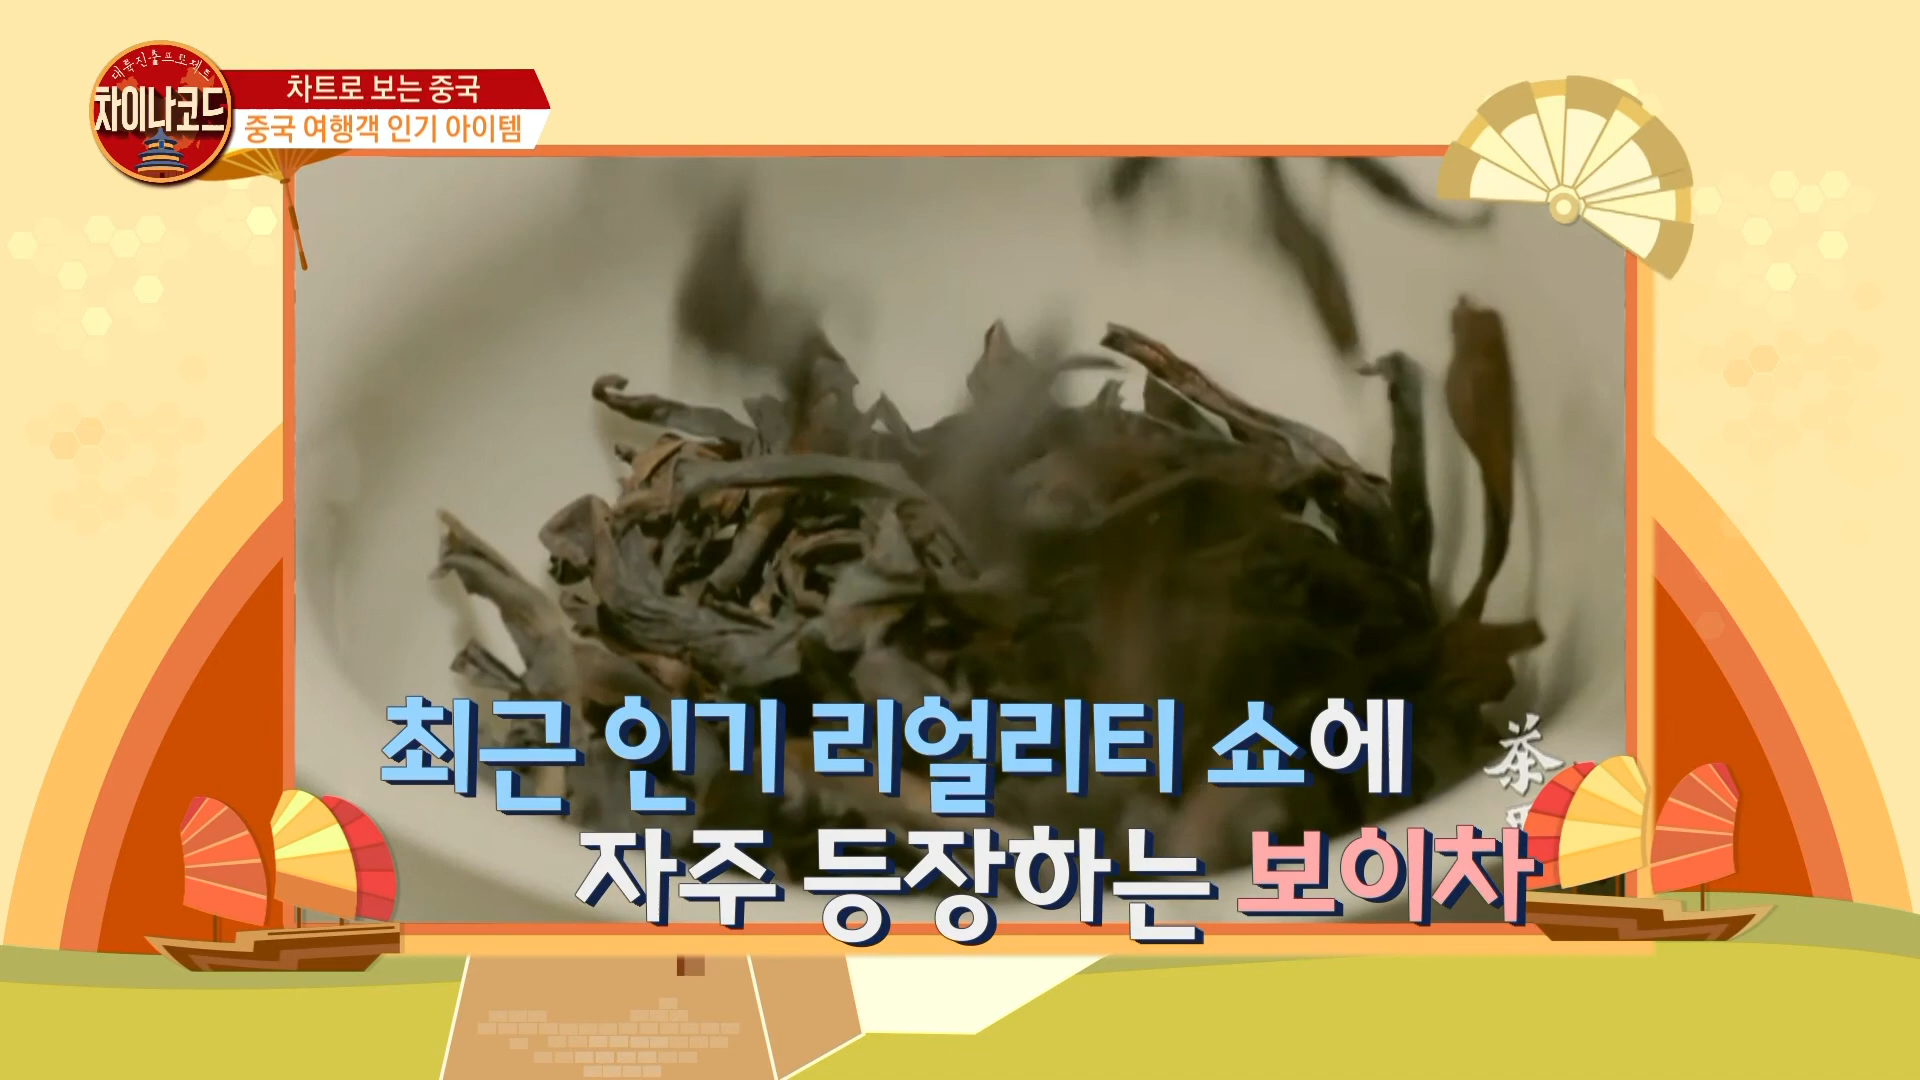 대륙진출프로젝트
차이나코드
차트로 보는 중국
중국 여행객 인기 아이템
茶
최근 인기 리얼리티 쇼에
자주 등장하는 보이차